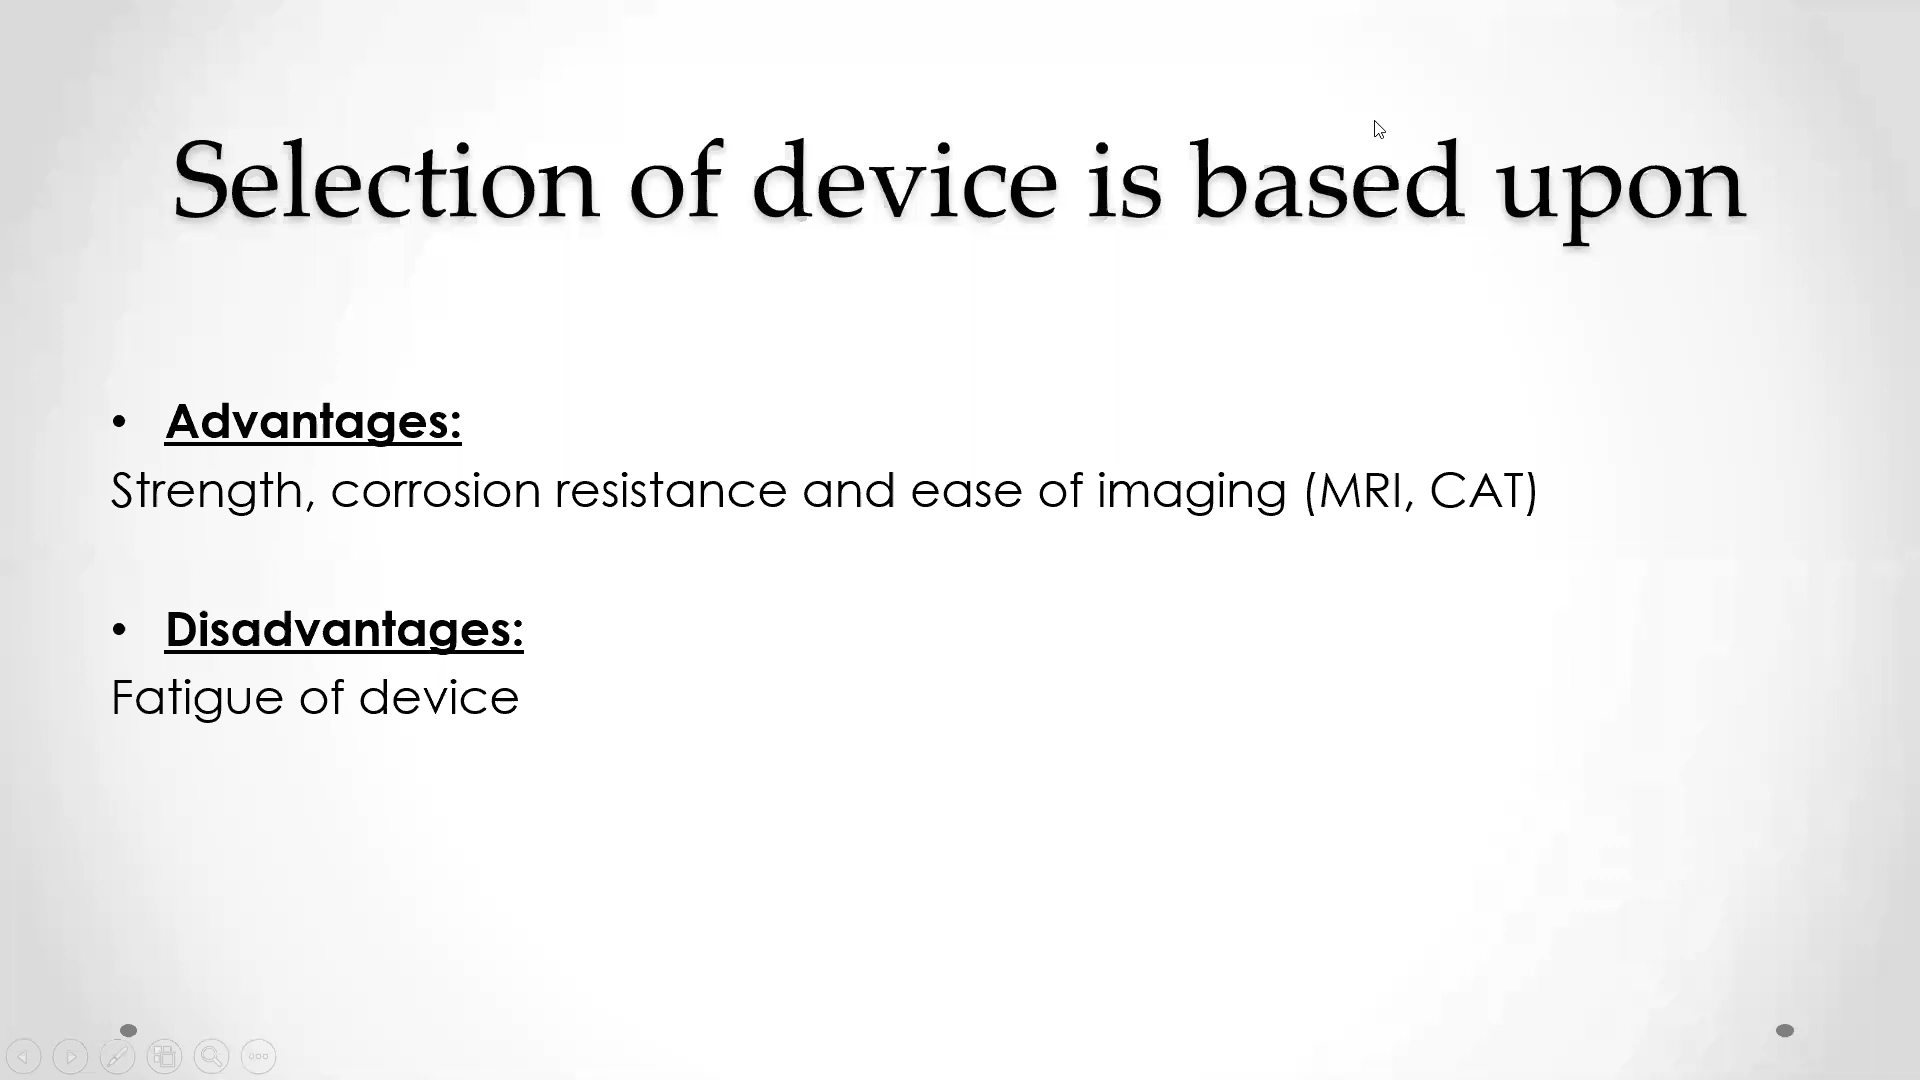 Selection of device is based upon
• Advantages:
Strength, corrosion resistance and ease of imaging (MRI, CAT)
• Disadvantages:
Fatigue of device